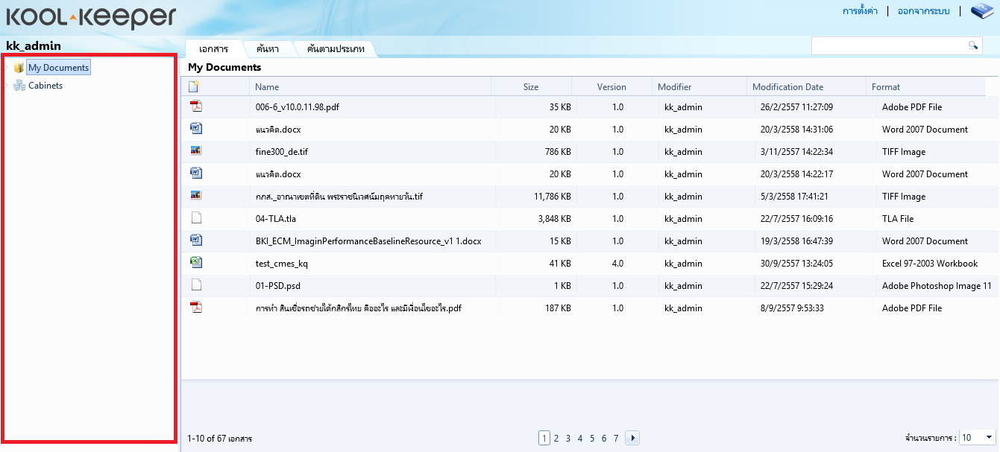 KOOL-KEEPER
การตั้งค่า | ออกจากระบบ |
kk_admin
เอกสาร ค้นหา ค้นตามประเภท
My Documents
Cabinets
My Documents
Name Size Version Modifier Modification Date Format
006-6_v10.0.11.98.pdf 35 KB 1.0 kk_admin 26/2/2557 11:27:09 Adobe PDF File
แนวคิด.docx 20 KB 1.0 kk_admin 20/3/2558 14:31:06 Word 2007 Document
fine300_de.tif 786 KB 1.0 kk_admin 3/11/2557 14:22:34 TIFF Image
แนวคิด.docx 20 KB 1.0 kk_admin 20/3/2558 14:22:17 Word 2007 Document
กภส._อาณาเขตที่ดิน พระราชนิเวศน์มฤคทายวัน.tif 11,786 KB 1.0 kk_admin 5/3/2558 17:41:21 TIFF Image
04-TLA.tla 3,848 KB 1.0 kk_admin 22/7/2557 16:09:16 TLA File
BKI_ECM_ImaginPerformanceBaselineResource_v1 1.docx 15 KB 1.0 kk_admin 19/3/2558 16:47:39 Word 2007 Document
test_cmes_kq 41 KB 4.0 kk_admin 30/9/2557 13:24:05 Excel 97-2003 Workbook
01-PSD.psd 1 KB 1.0 kk_admin 22/7/2557 15:29:24 Adobe Photoshop Image 11
การทำ สินเชื่อรถช่วยได้กสิกรไทย คืออะไร และมีเงื่อนไขอะไร.pdf 187 KB 1.0 kk_admin 8/9/2557 9:53:33 Adobe PDF File
1-10 of 67 เอกสาร 1 2 3 4 5 6 7 จำนวนรายการ : 10